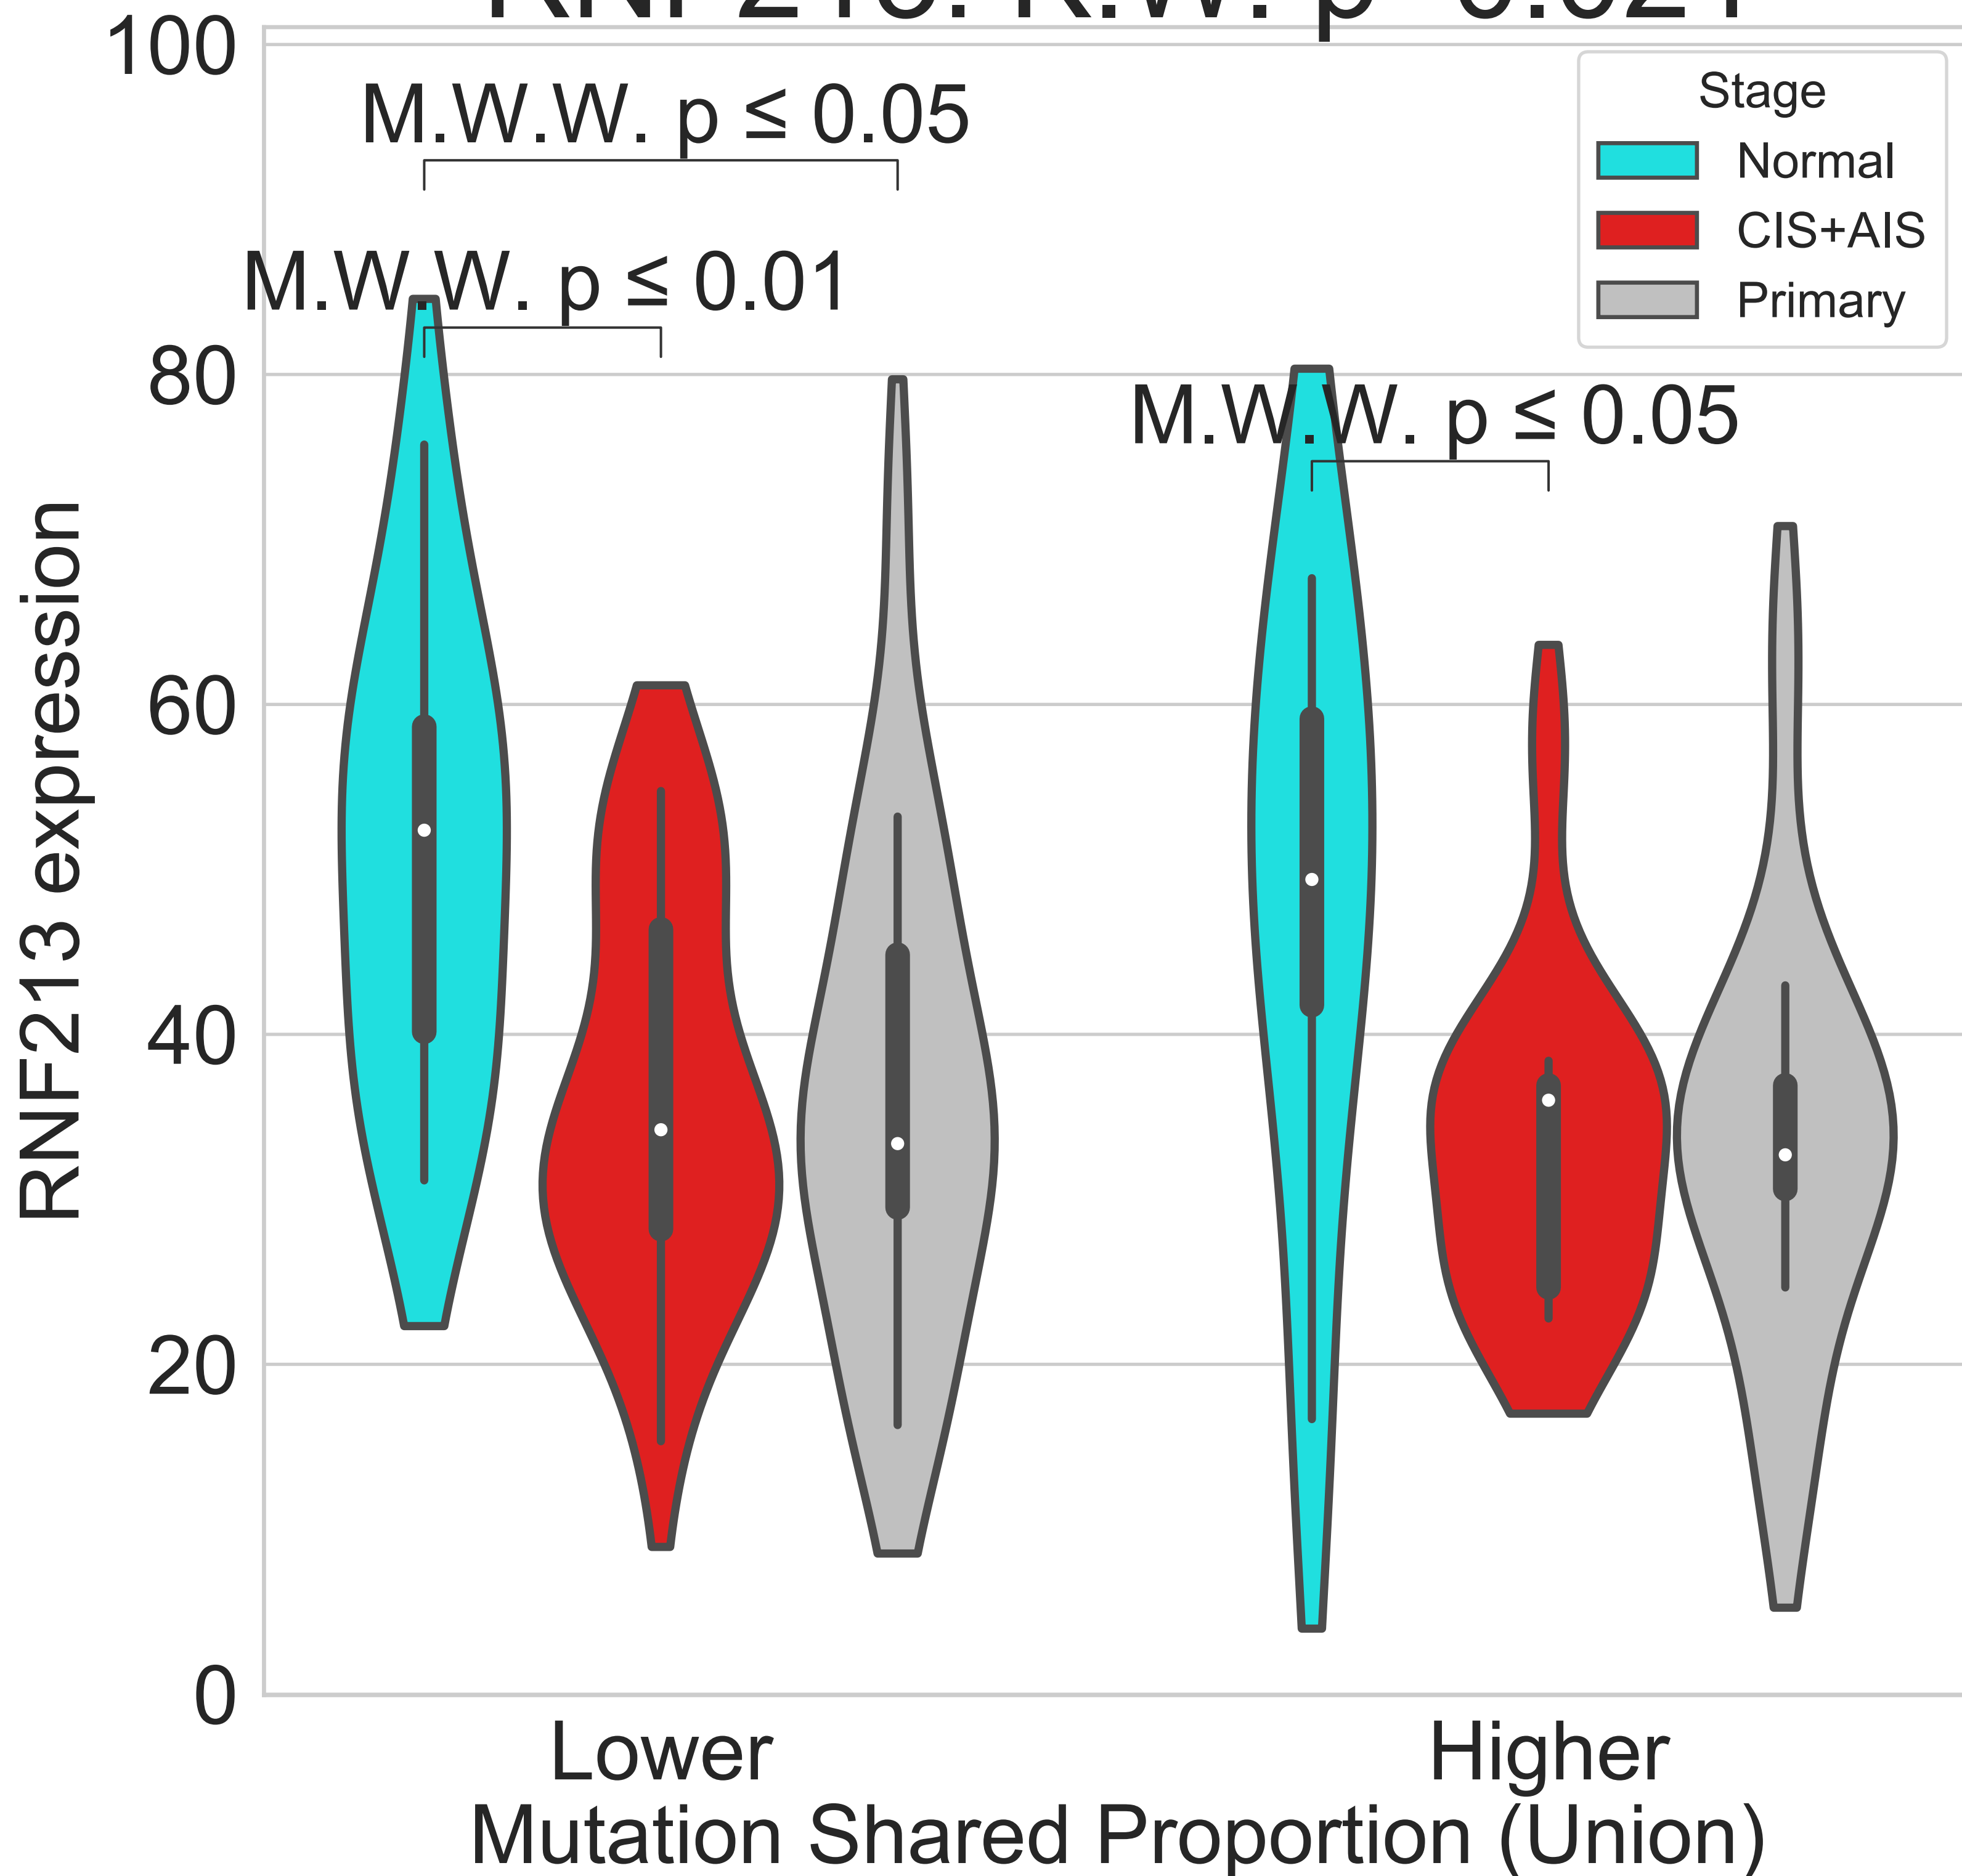 100
M.W.W. p ≤ 0.05
M.W.W. p ≤ 0.01
80
M.W.W. p ≤ 0.05
60
40
20
0
RNF213 expression
Stage
Normal
CIS+AIS
Primary
Lower
Higher
Mutation Shared Proportion (Union)